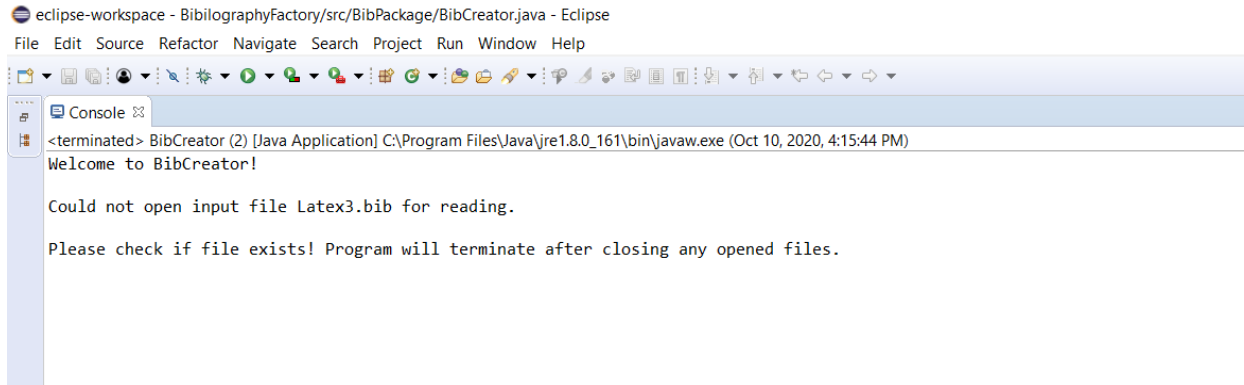 eclipse-workspace - BibilographyFactory/src/BibPackage/BibCreator.java - Eclipse
File Edit Source Refactor Navigate Search Project Run Window Help
Console
<terminated> BibCreator (2) [Java Application] C:\Program Files\Java\jre1.8.0_161\bin\javaw.exe (Oct 10, 2020, 4:15:44 PM)
Welcome to BibCreator!
Could not open input file Latex3.bib for reading.
Please check if file exists! Program will terminate after closing any opened files.